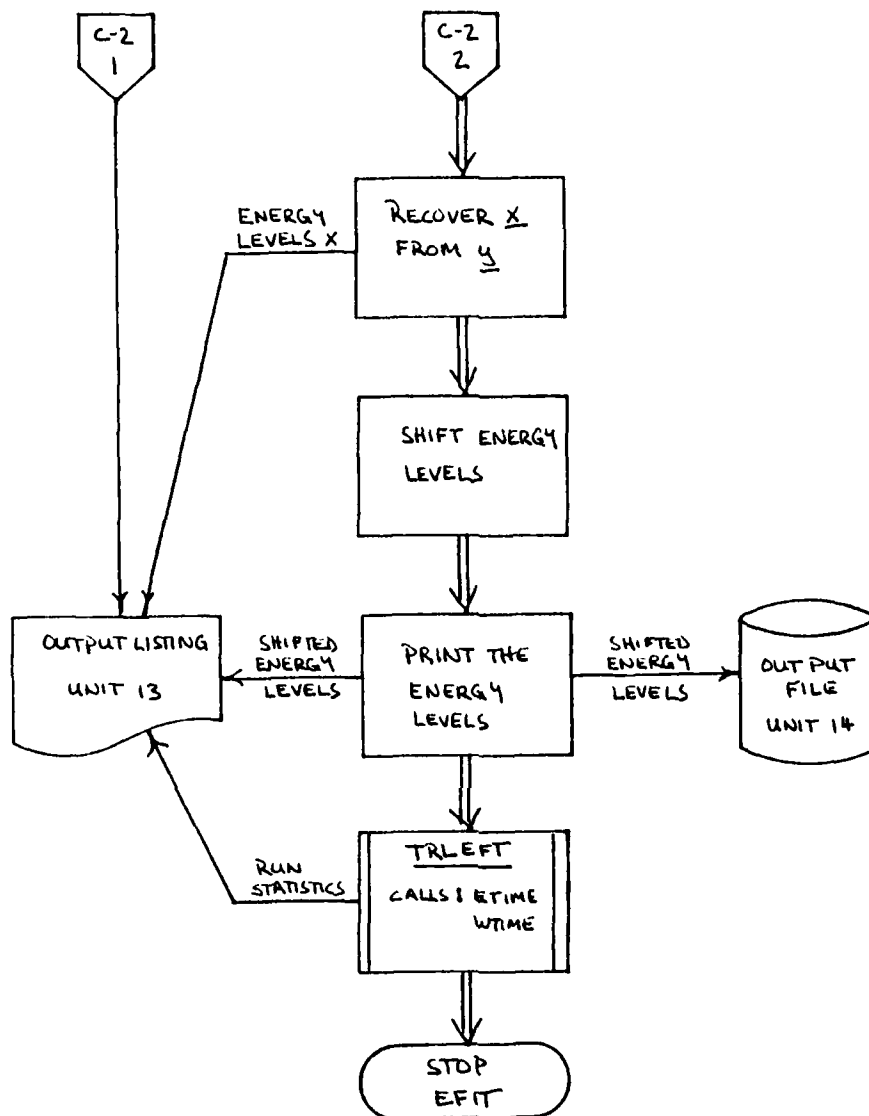 C-2
1
C-2
2
ENERGY
LEVELS X
RECOVER x
FROM y
SHIFT ENERGY
LEVELS
OUTPUT LISTING
UNIT 13
SHIFTED
ENERGY
LEVELS
PRINT THE
ENERGY
LEVELS
SHIFTED
ENERGY
LEVELS
OUTPUT
FILE
UNIT 14
RUN
STATISTICS
TRLEFT
CALLS: ETIME
WTIME
STOP
EFIT